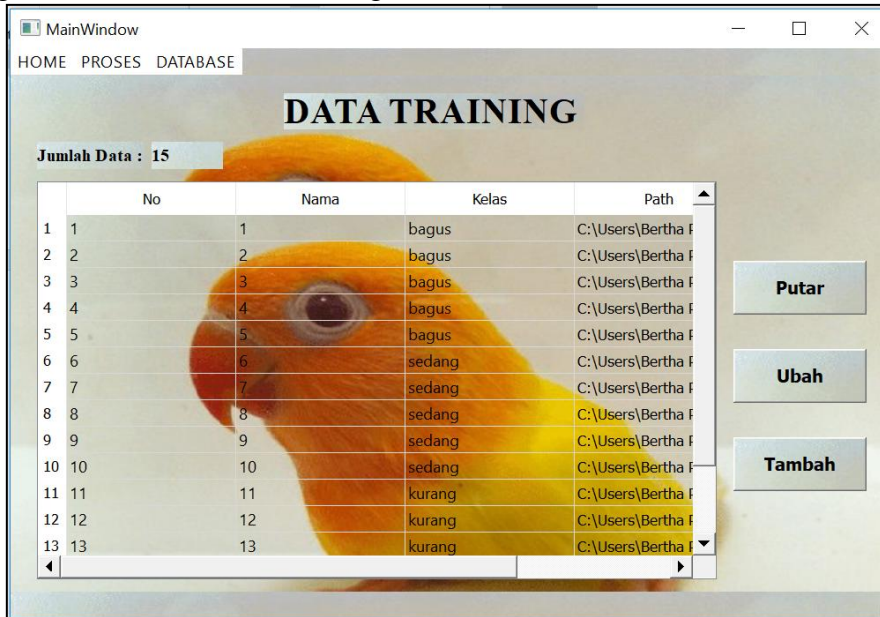 MainWindow
HOME PROSES DATABASE
DATA TRAINING
Jumlah Data : 15
No Nama Kelas Path
1 1 1 bagus C:\Users\Bertha
2 2 2 bagus C:\Users\Bertha
3 3 3 bagus C:\Users\Bertha
4 4 4 bagus C:\Users\Bertha
5 5 5 bagus C:\Users\Bertha
6 6 6 sedang C:\Users\Bertha
7 7 7 sedang C:\Users\Bertha
8 8 8 sedang C:\Users\Bertha
9 9 9 sedang C:\Users\Bertha
10 10 10 sedang C:\Users\Bertha
11 11 11 kurang C:\Users\Bertha
12 12 12 kurang C:\Users\Bertha
13 13 13 kurang C:\Users\Bertha
Putar
Ubah
Tambah